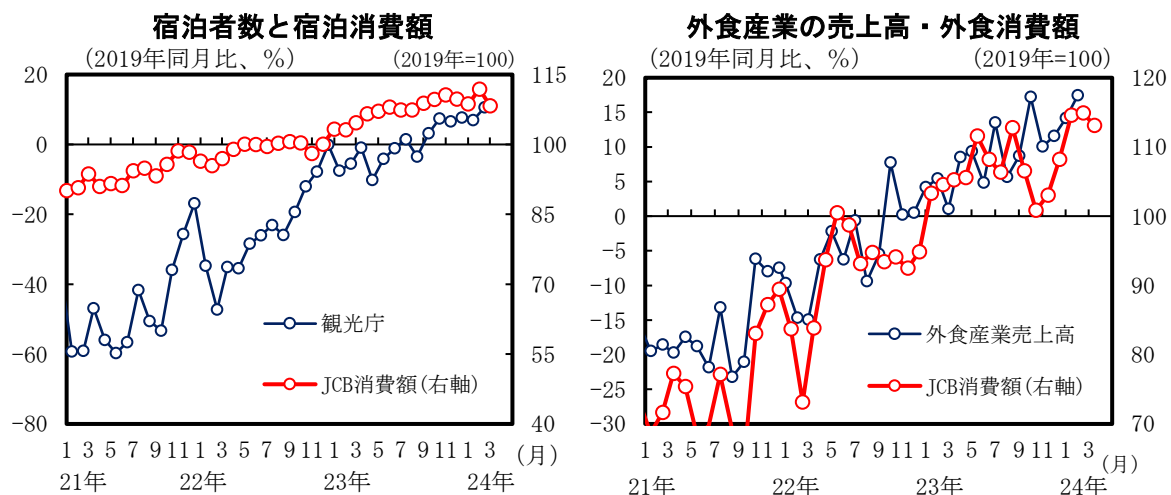 宿泊者数と宿泊消費額
(2019年同月比、%)
(2019年=100)
20
0
-20
-40
-60
-80
115
100
85
70
55
40
観光庁
JCB消費額(右軸)
1 3 5 7 9 11 1 3 5 7 9 11 1 3 5 7 9 11 1 3
(月)
21年 22年 23年 24年
外食産業の売上高・外食消費額
(2019年同月比、%)
(2019年=100)
20
15
10
5
0
-5
-10
-15
-20
-25
-30
120
110
100
90
80
70
外食産業売上高
JCB消費額(右軸)
1 3 5 7 9 11 1 3 5 7 9 11 1 3 5 7 9 11 1 3
(月)
21年 22年 23年 24年